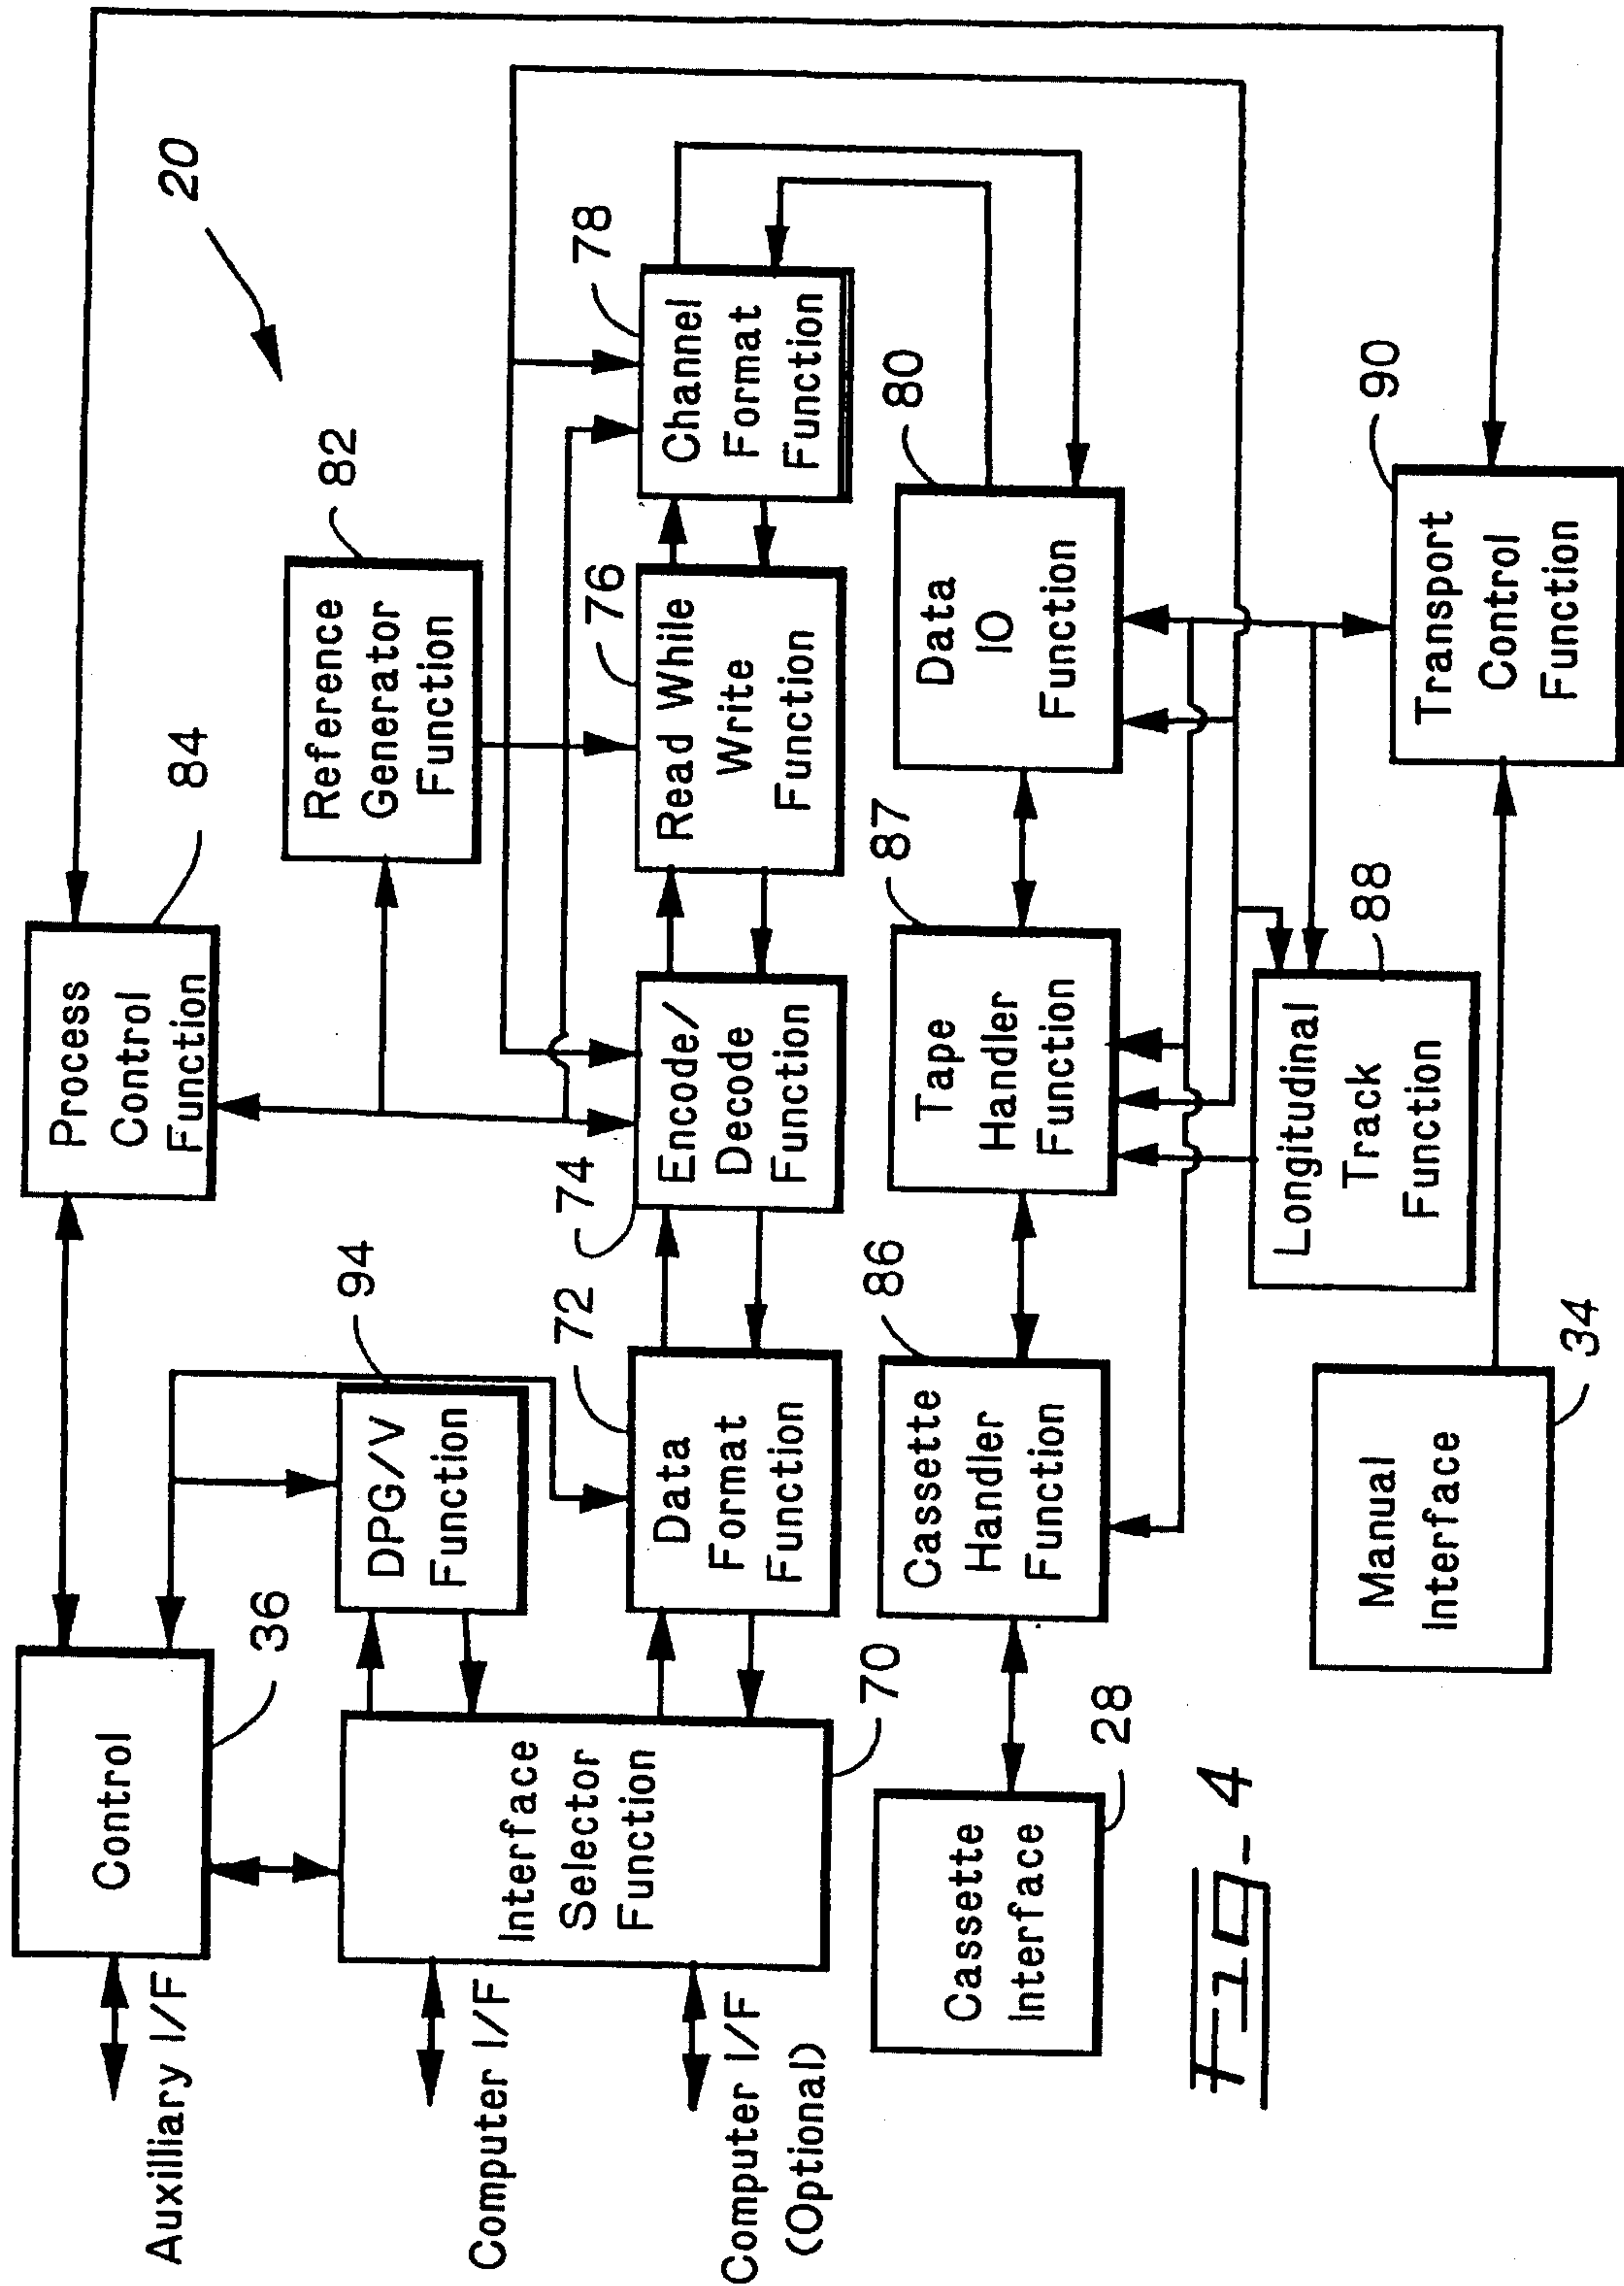 20
Auxilliary I/F
Control
36
Process
Control
Function
84
Computer I/F
Computer I/F
(Optional)
Interface
Selector
Function
70
DPG/V
Function
94
Reference
Generator
Function
82
Data
Format
Function
72
Encode/
Decode
Function
74
Read While
Write
Function
76
Channel
Format
Function
78
Cassette
Interface
28
Cassette
Handler
Function
86
Tape
Handler
Function
87
Data
IO
Function
80
Manual
Interface
34
Longitudinal
Track
Function
88
Transport
Control
Function
90
Fig-4